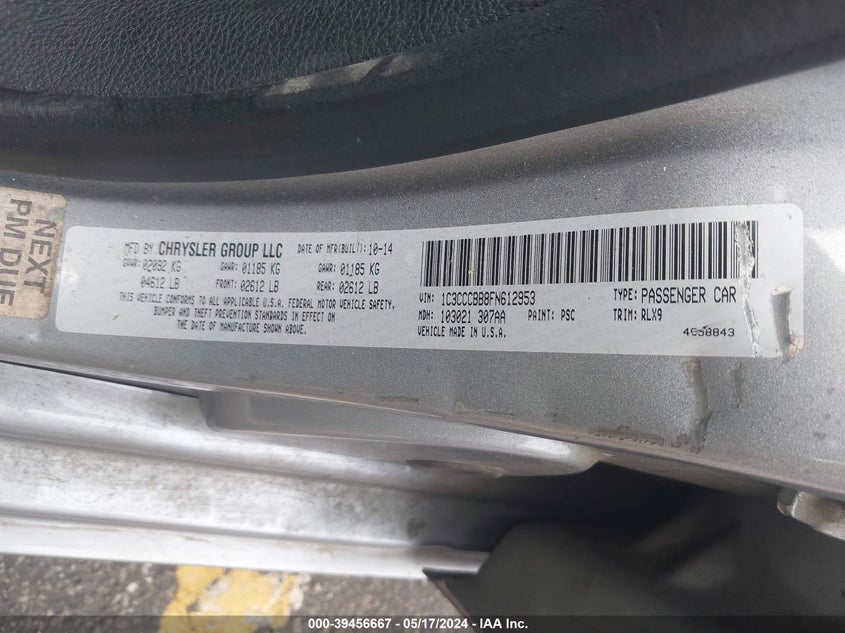 NEXT
PM DUE
MFD BY CHRYSLER GROUP LLC DATE OF MFR(BUILT):10-14
GVWR: 02092 KG GAWR: 01185 KG GAWR: 01185 KG
04612 LB FRONT: 02612 LB REAR: 02612 LB
THIS VEHICLE CONFORMS TO ALL APPLICABLE U.S.A. FEDERAL MOTOR VEHICLE SAFETY,
BUMPER AND THEFT PREVENTION STANDARDS IN EFFECT ON
THE DATE OF MANUFACTURE SHOWN ABOVE.
VIN: 1C3CCCBB8FN612953 TYPE: PASSENGER CAR
MDH: 103021 307AA PAINT: PSC TRIM: RLX9
VEHICLE MADE IN U.S.A.
000-39456667 - 05/17/2024 - IAA Inc.